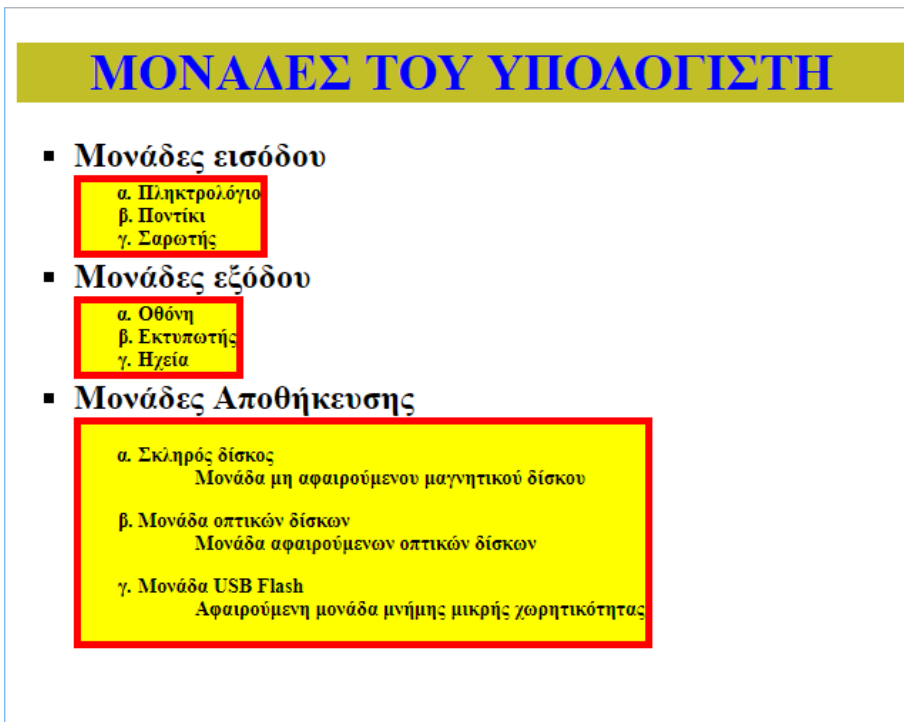 ΜΟΝΑΔΕΣ ΤΟΥ ΥΠΟΛΟΓΙΣΤΗ
Μονάδες εισόδου
α. Πληκτρολόγιο
β. Ποντίκι
γ. Σαρωτής
Μονάδες εξόδου
α. Οθόνη
β. Εκτυπωτής
γ. Ηχεία
Μονάδες Αποθήκευσης
α. Σκληρός δίσκος
Μονάδα μη αφαιρούμενου μαγνητικού δίσκου
β. Μονάδα οπτικών δίσκων
Μονάδα αφαιρούμενων οπτικών δίσκων
γ. Μονάδα USB Flash
Αφαιρούμενη μονάδα μνήμης μικρής χωρητικότητας